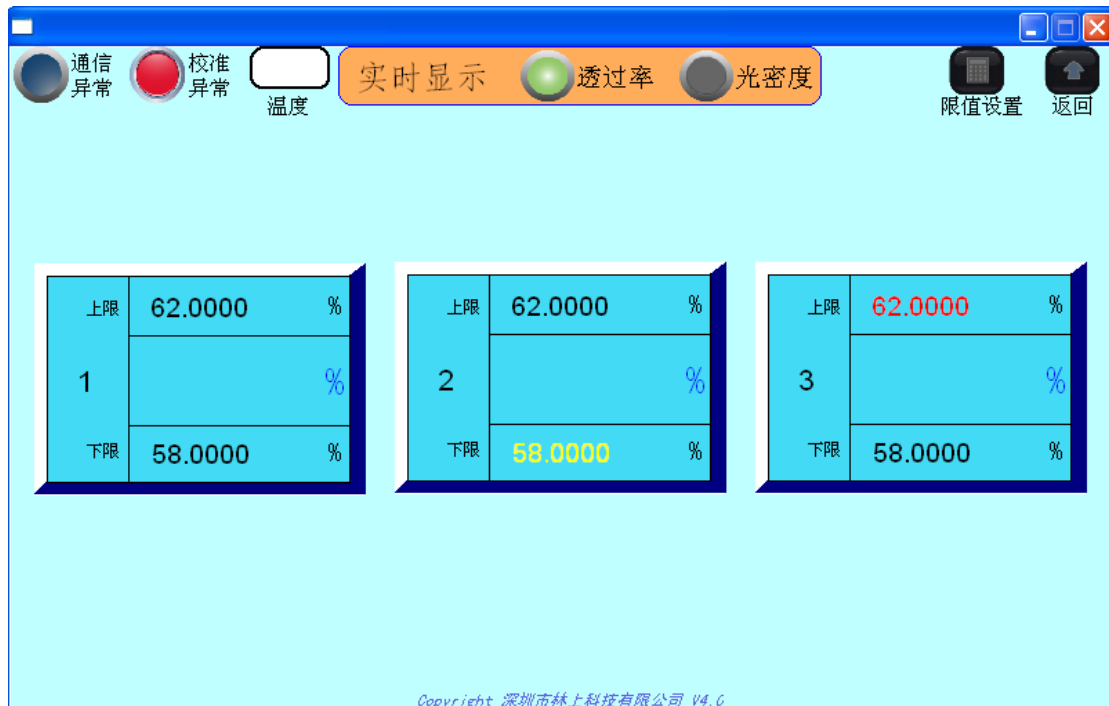 通信
异常
校准
异常
温度
实时显示
透过率
光密度
限值设置
返回
上限 62.0000 %
1 %
下限 58.0000 %
上限 62.0000 %
2 %
下限 58.0000 %
上限 62.0000 %
3 %
下限 58.0000 %
Copyright 深圳市林上科技有限公司